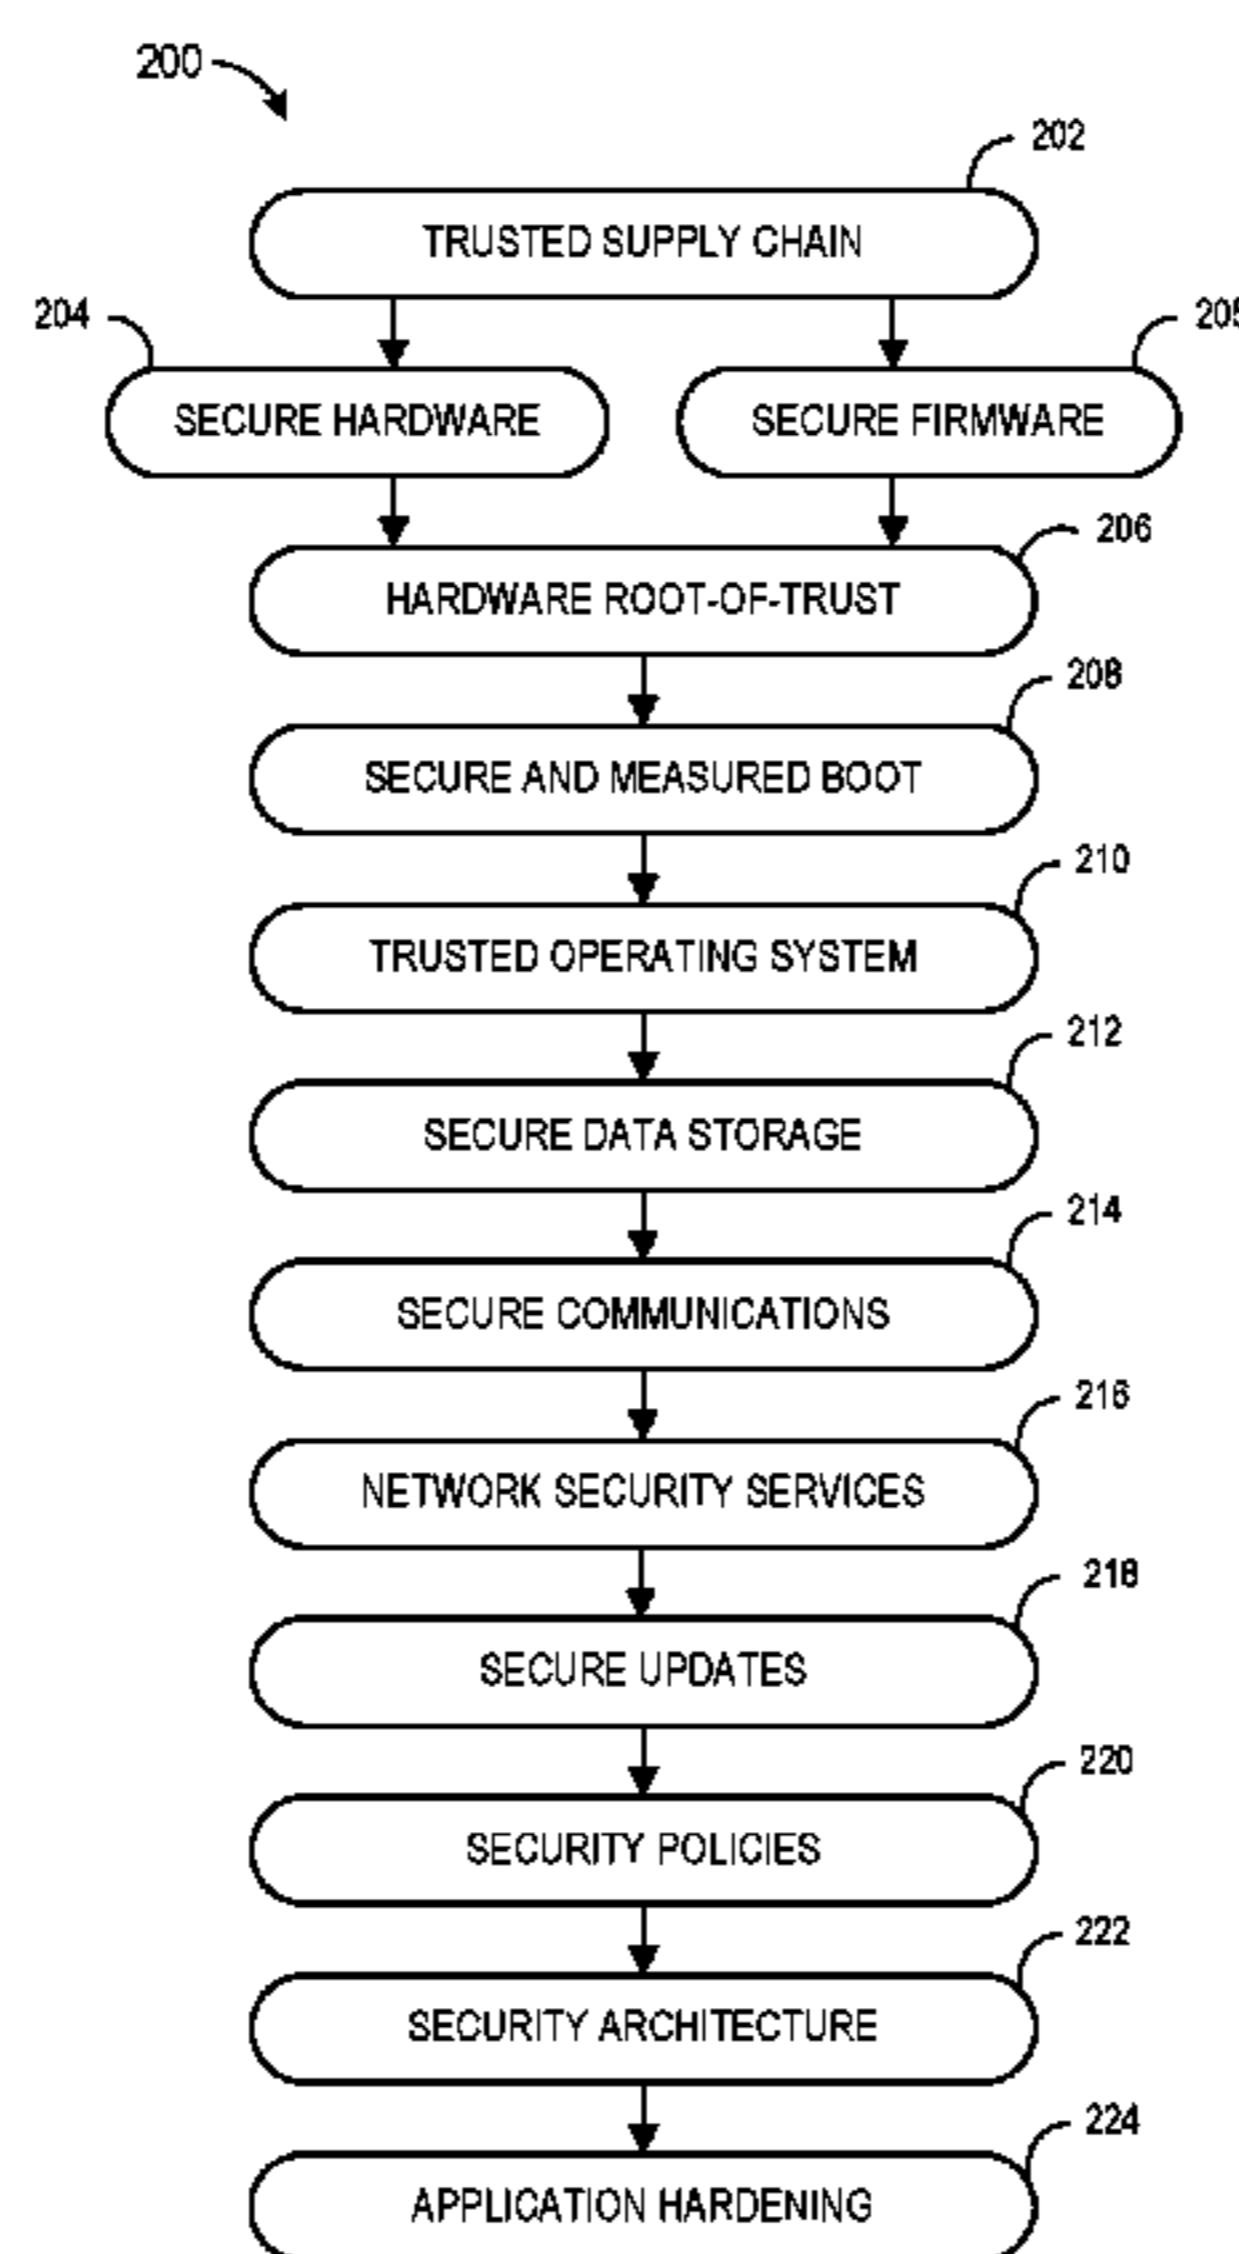 200
202
TRUSTED SUPPLY CHAIN
204
205
SECURE HARDWARE
SECURE FIRMWARE
206
HARDWARE ROOT-OF-TRUST
208
SECURE AND MEASURED BOOT
210
TRUSTED OPERATING SYSTEM
212
SECURE DATA STORAGE
214
SECURE COMMUNICATIONS
216
NETWORK SECURITY SERVICES
218
SECURE UPDATES
220
SECURITY POLICIES
222
SECURITY ARCHITECTURE
224
APPLICATION HARDENING